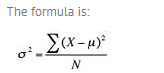 The formula is:
σ² = ∑(X - μ)²
N